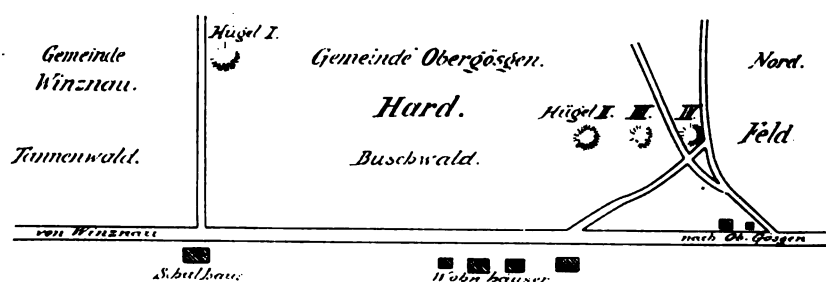 Hügel I.
Gemeinde
Winznau.
Gemeinde Obergösgen.
Nord.
Hard.
Hügel II. III. IV.
Feld.
Tannenwald.
Buschwald.
von Winznau
nach Ob. Gösgen
Schulhaus
Wohnhäuser